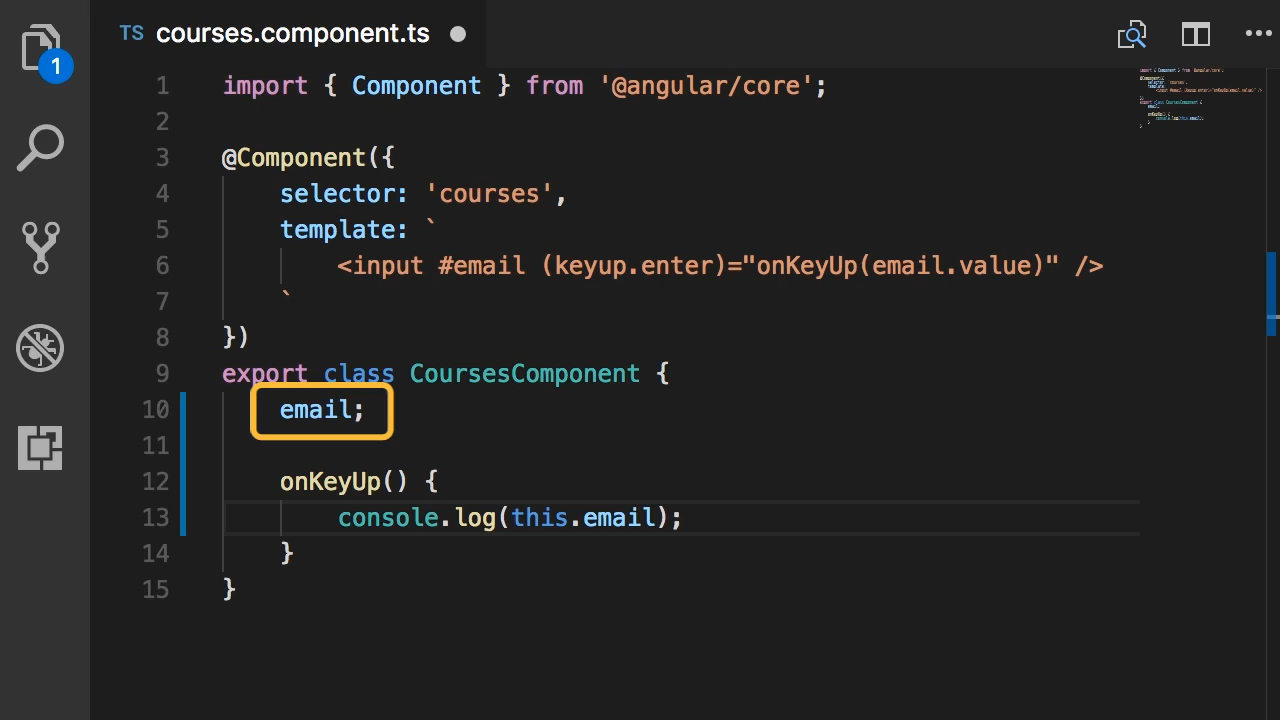 1
TS courses.component.ts
1 import { Component } from '@angular/core';
2
3 @Component({
4 selector: 'courses',
5 template: `
6 <input #email (keyup.enter)="onKeyUp(email.value)" />
7 `
8 })
9 export class CoursesComponent {
10 email;
11
12 onKeyUp() {
13 console.log(this.email);
14 }
15 }